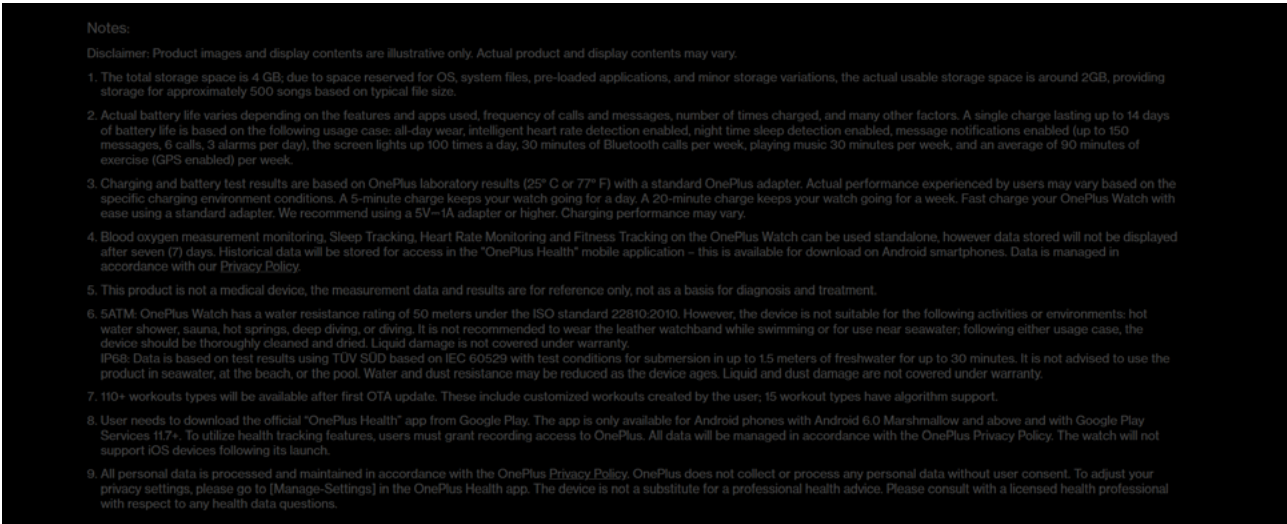 Notes:
Disclaimer: Product images and display contents are illustrative only. Actual product and display contents may vary.
1. The total storage space is 4 GB; due to space reserved for OS, system files, pre-loaded applications, and minor storage variations, the actual usable storage space is around 2GB, providing
storage for approximately 500 songs based on typical file size.
2. Actual battery life varies depending on the features and apps used, frequency of calls and messages, number of times charged, and many other factors. A single charge lasting up to 14 days
of battery life is based on the following usage case: all-day wear, intelligent heart rate detection enabled, night time sleep detection enabled, message notifications enabled (up to 150
messages, 6 calls, 3 alarms per day), the screen lights up 100 times a day, 30 minutes of Bluetooth calls per week, playing music 30 minutes per week, and an average of 90 minutes of
exercise (GPS enabled) per week.
3. Charging and battery test results are based on OnePlus laboratory results (25° C or 77° F) with a standard OnePlus adapter. Actual performance experienced by users may vary based on the
specific charging environment conditions. A 5-minute charge keeps your watch going for a day. A 20-minute charge keeps your watch going for a week. Fast charge your OnePlus Watch with
ease using a standard adapter. We recommend using a 5V—1A adapter or higher. Charging performance may vary.
4. Blood oxygen measurement monitoring, Sleep Tracking, Heart Rate Monitoring and Fitness Tracking on the OnePlus Watch can be used standalone, however data stored will not be displayed
after seven (7) days. Historical data will be stored for access in the "OnePlus Health" mobile application – this is available for download on Android smartphones. Data is managed in
accordance with our Privacy Policy.
5. This product is not a medical device, the measurement data and results are for reference only, not as a basis for diagnosis and treatment.
6. 5ATM: OnePlus Watch has a water resistance rating of 50 meters under the ISO standard 22810:2010. However, the device is not suitable for the following activities or environments: hot
water shower, sauna, hot springs, deep diving, or diving. It is not recommended to wear the leather watchband while swimming or for use near seawater; following either usage case, the
device should be thoroughly cleaned and dried. Liquid damage is not covered under warranty.
IP68: Data is based on test results using TÜV SÜD based on IEC 60529 with test conditions for submersion in up to 1.5 meters of freshwater for up to 30 minutes. It is not advised to use the
product in seawater, at the beach, or the pool. Water and dust resistance may be reduced as the device ages. Liquid and dust damage are not covered under warranty.
7. 110+ workouts types will be available after first OTA update. These include customized workouts created by the user; 15 workout types have algorithm support.
8. User needs to download the official "OnePlus Health" app from Google Play. The app is only available for Android phones with Android 6.0 Marshmallow and above and with Google Play
Services 11.7+. To utilize health tracking features, users must grant recording access to OnePlus. All data will be managed in accordance with the OnePlus Privacy Policy. The watch will not
support iOS devices following its launch.
9. All personal data is processed and maintained in accordance with the OnePlus Privacy Policy. OnePlus does not collect or process any personal data without user consent. To adjust your
privacy settings, please go to [Manage-Settings] in the OnePlus Health app. The device is not a substitute for a professional health advice. Please consult with a licensed health professional
with respect to any health data questions.